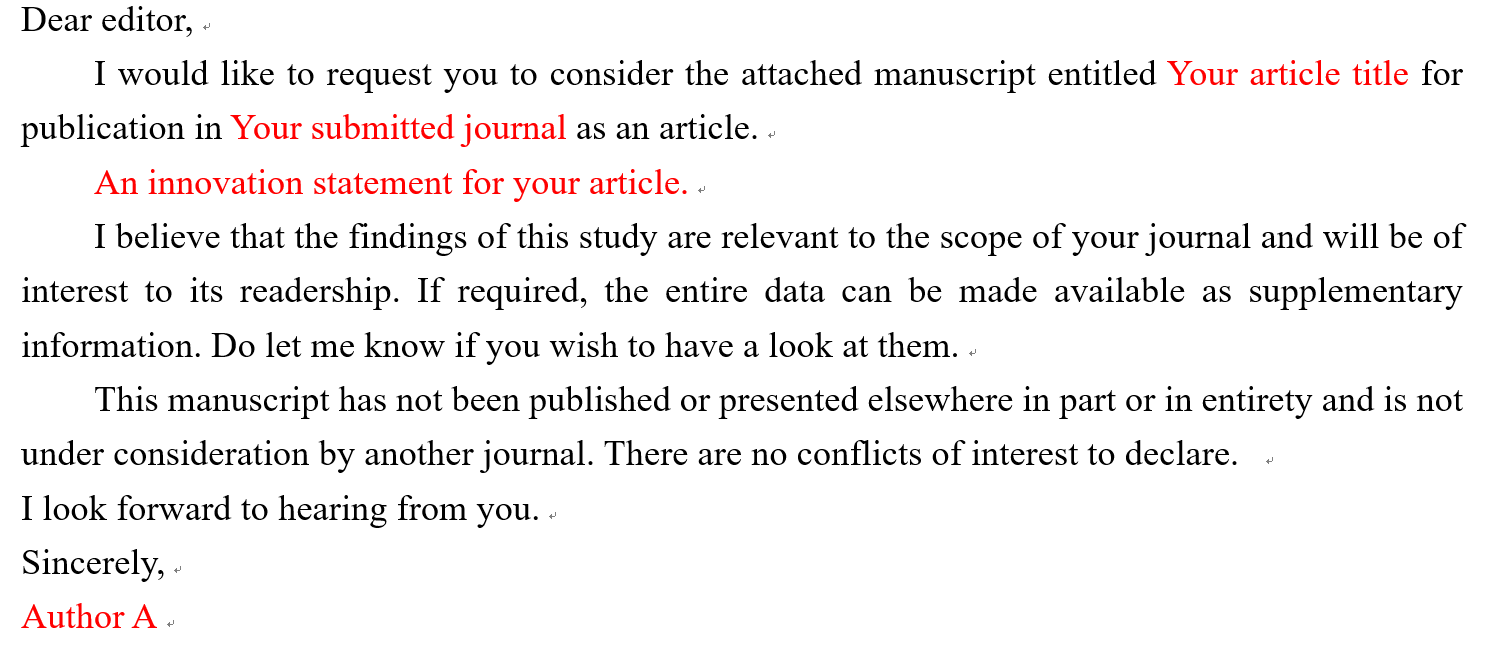 Dear editor,
I would like to request you to consider the attached manuscript entitled Your article title for
publication in Your submitted journal as an article.
An innovation statement for your article.
I believe that the findings of this study are relevant to the scope of your journal and will be of
interest to its readership. If required, the entire data can be made available as supplementary
information. Do let me know if you wish to have a look at them.
This manuscript has not been published or presented elsewhere in part or in entirety and is not
under consideration by another journal. There are no conflicts of interest to declare.
I look forward to hearing from you.
Sincerely,
Author A